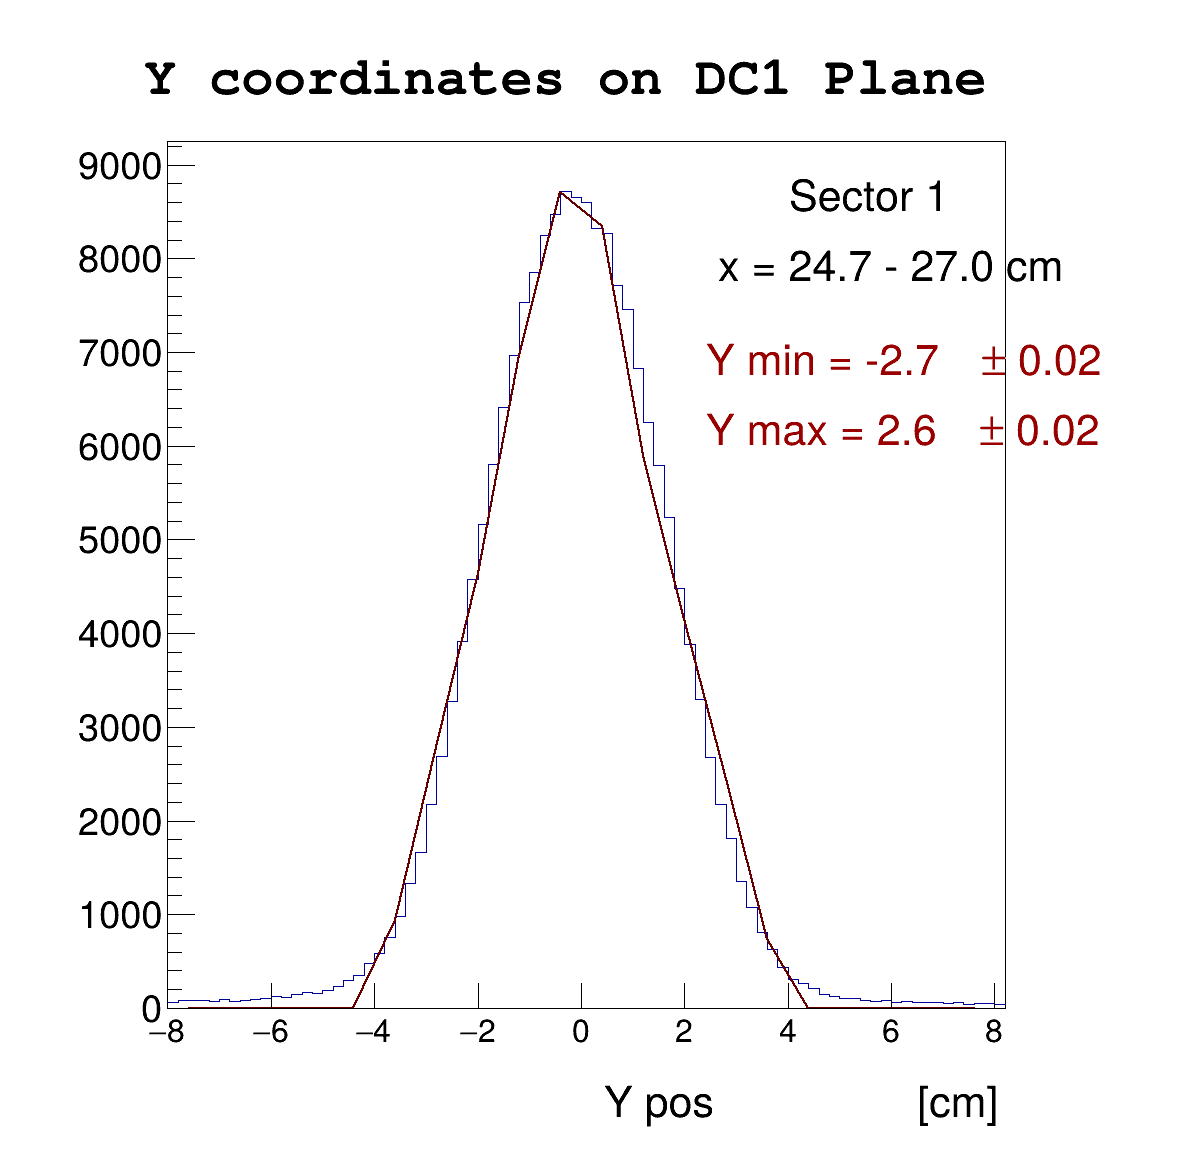 Y coordinates on DC1 Plane
9000
8000
7000
6000
5000
4000
3000
2000
1000
0
Sector 1
x = 24.7 - 27.0 cm
Y min = -2.7 ± 0.02
Y max = 2.6 ± 0.02
−8 −6 −4 −2 0 2 4 6 8
Y pos [cm]